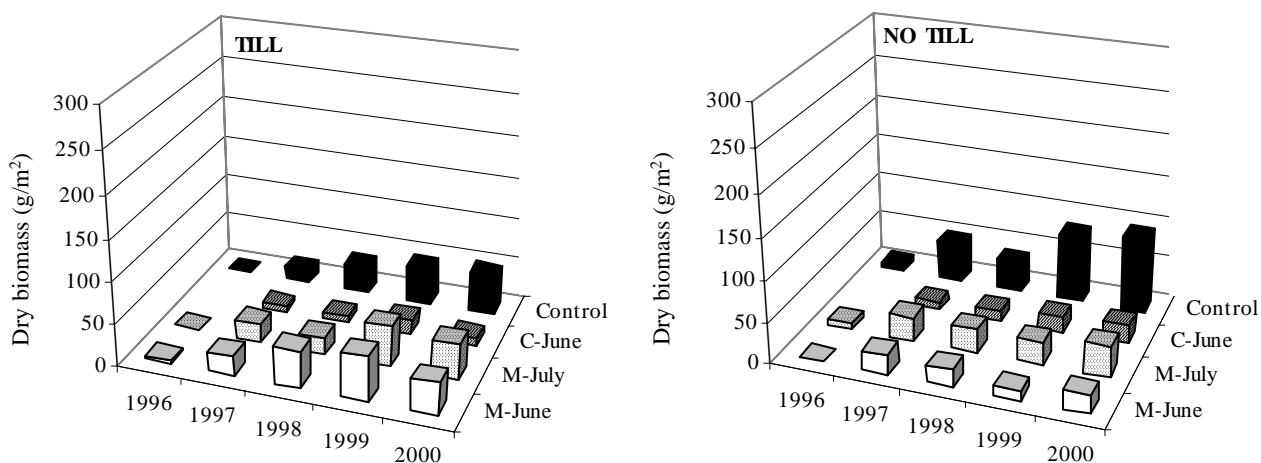 TILL
300
250
200
150
100
50
0
Dry biomass (g/m²)
1996
1997
1998
1999
2000
Control
C-June
M-July
M-June
NO TILL
300
250
200
150
100
50
0
Dry biomass (g/m²)
1996
1997
1998
1999
2000
Control
C-June
M-July
M-June